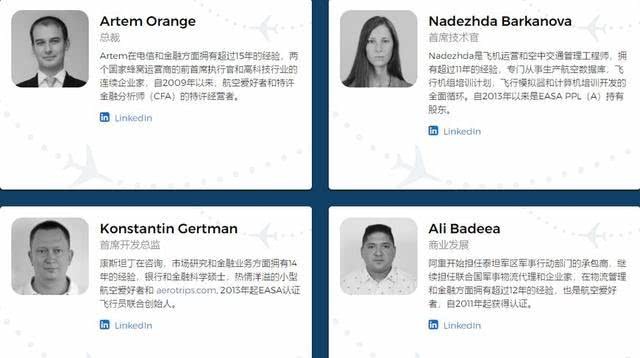 Artem Orange
总裁
Artem在电信和金融方面拥有超过15年的经验，两
个国家蜂窝运营商的前首席执行官和高科技行业的
连续企业家，自2009年以来，航空爱好者和特许
金融分析师（CFA）的特许经营者。
LinkedIn
Nadezhda Barkanova
首席技术官
Nadezhda是飞机运营和空中交通管理工程师，拥
有超过11年的经验，专门从事生产航空数据库，飞
行机组培训计划，飞行模拟器和计算机培训开发的
全面循环。自2013年以来是EASA PPL（A）持有
股东。
LinkedIn
Konstantin Gertman
首席开发总监
康斯坦丁在咨询，市场研究和金融业务方面拥有14
年的经验，银行和金融科学硕士，热情洋溢的小型
航空爱好者和 aerotrips.com, 2013年起EASA认证
飞行员联合创始人。
LinkedIn
Ali Badeea
商业发展
阿里开始担任泰坦军区军事行动部门的承包商，继
续担任联合国军事物流代理和企业家，在物流管理
和金融方面拥有超过12年的经验，也是航空爱好
者，自2011年起获得认证。
LinkedIn